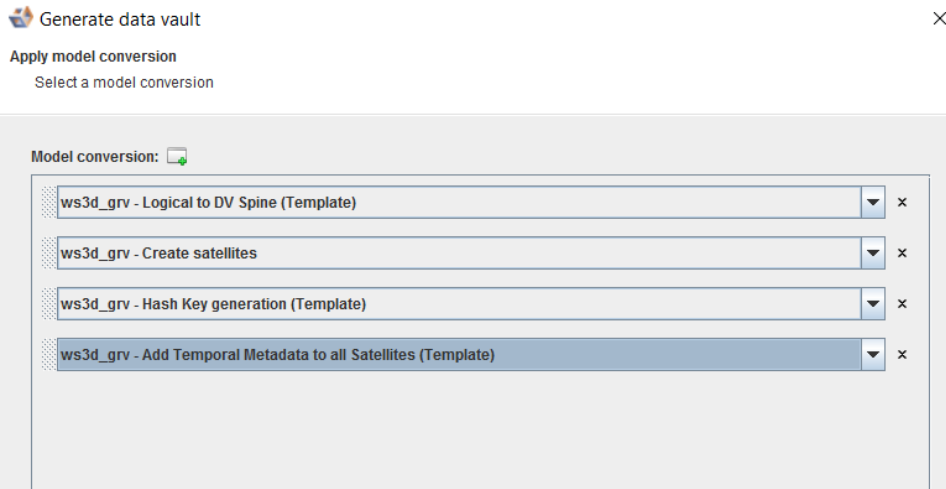 Generate data vault
Apply model conversion
Select a model conversion
Model conversion:
ws3d_grv - Logical to DV Spine (Template)
ws3d_grv - Create satellites
ws3d_grv - Hash Key generation (Template)
ws3d_grv - Add Temporal Metadata to all Satellites (Template)